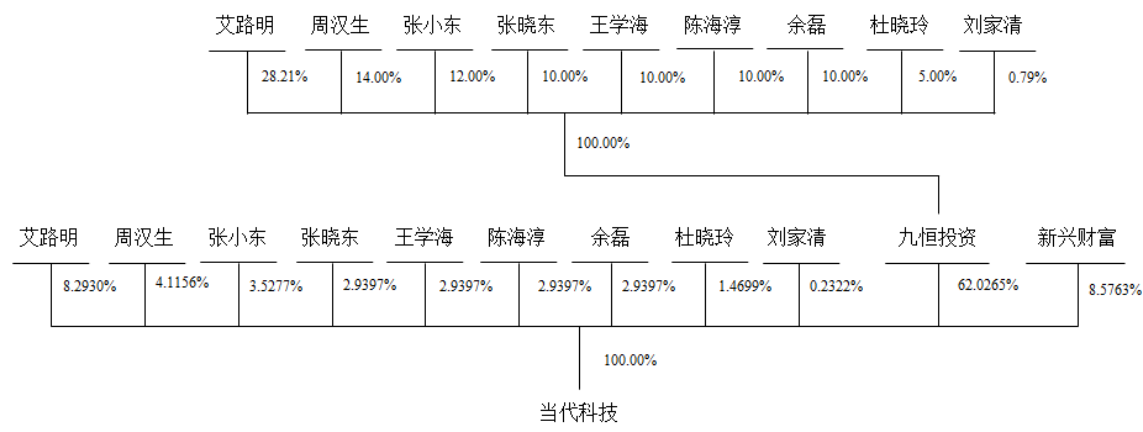 艾路明 周汉生 张小东 张晓东 王学海 陈海淳 余磊 杜晓玲 刘家清
28.21% 14.00% 12.00% 10.00% 10.00% 10.00% 10.00% 5.00% 0.79%
100.00%
艾路明 周汉生 张小东 张晓东 王学海 陈海淳 余磊 杜晓玲 刘家清 九恒投资 新兴财富
8.2930% 4.1156% 3.5277% 2.9397% 2.9397% 2.9397% 2.9397% 1.4699% 0.2322% 62.0265% 8.5763%
100.00%
当代科技